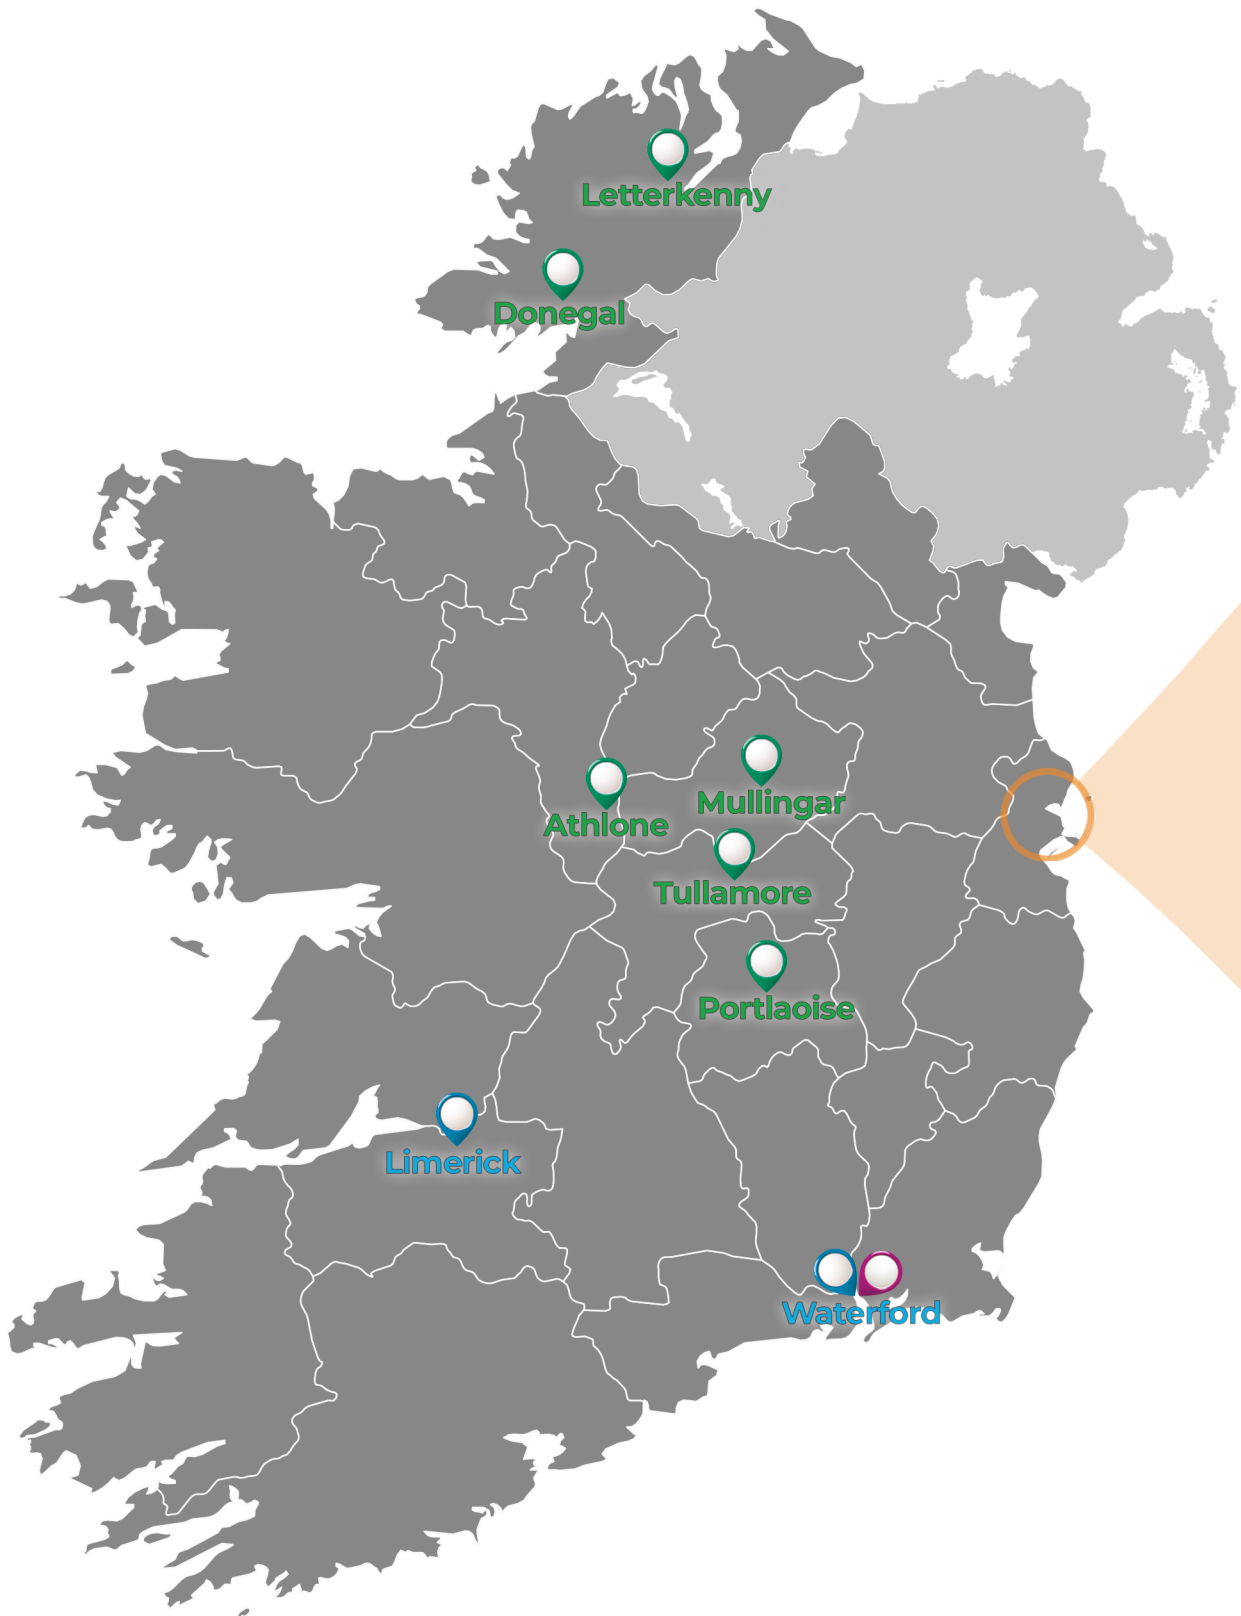 Letterkenny
Donegal
Mullingar
Athlone
Tullamore
Portlaoise
Limerick
Waterford